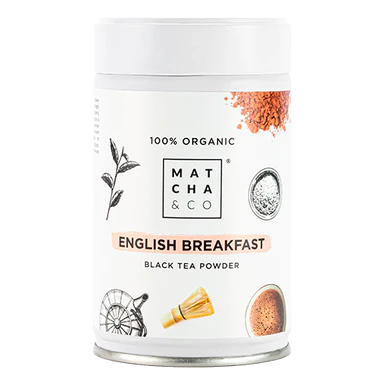 100% ORGANIC
MAT
CHA
& CO
®
ENGLISH BREAKFAST
BLACK TEA POWDER